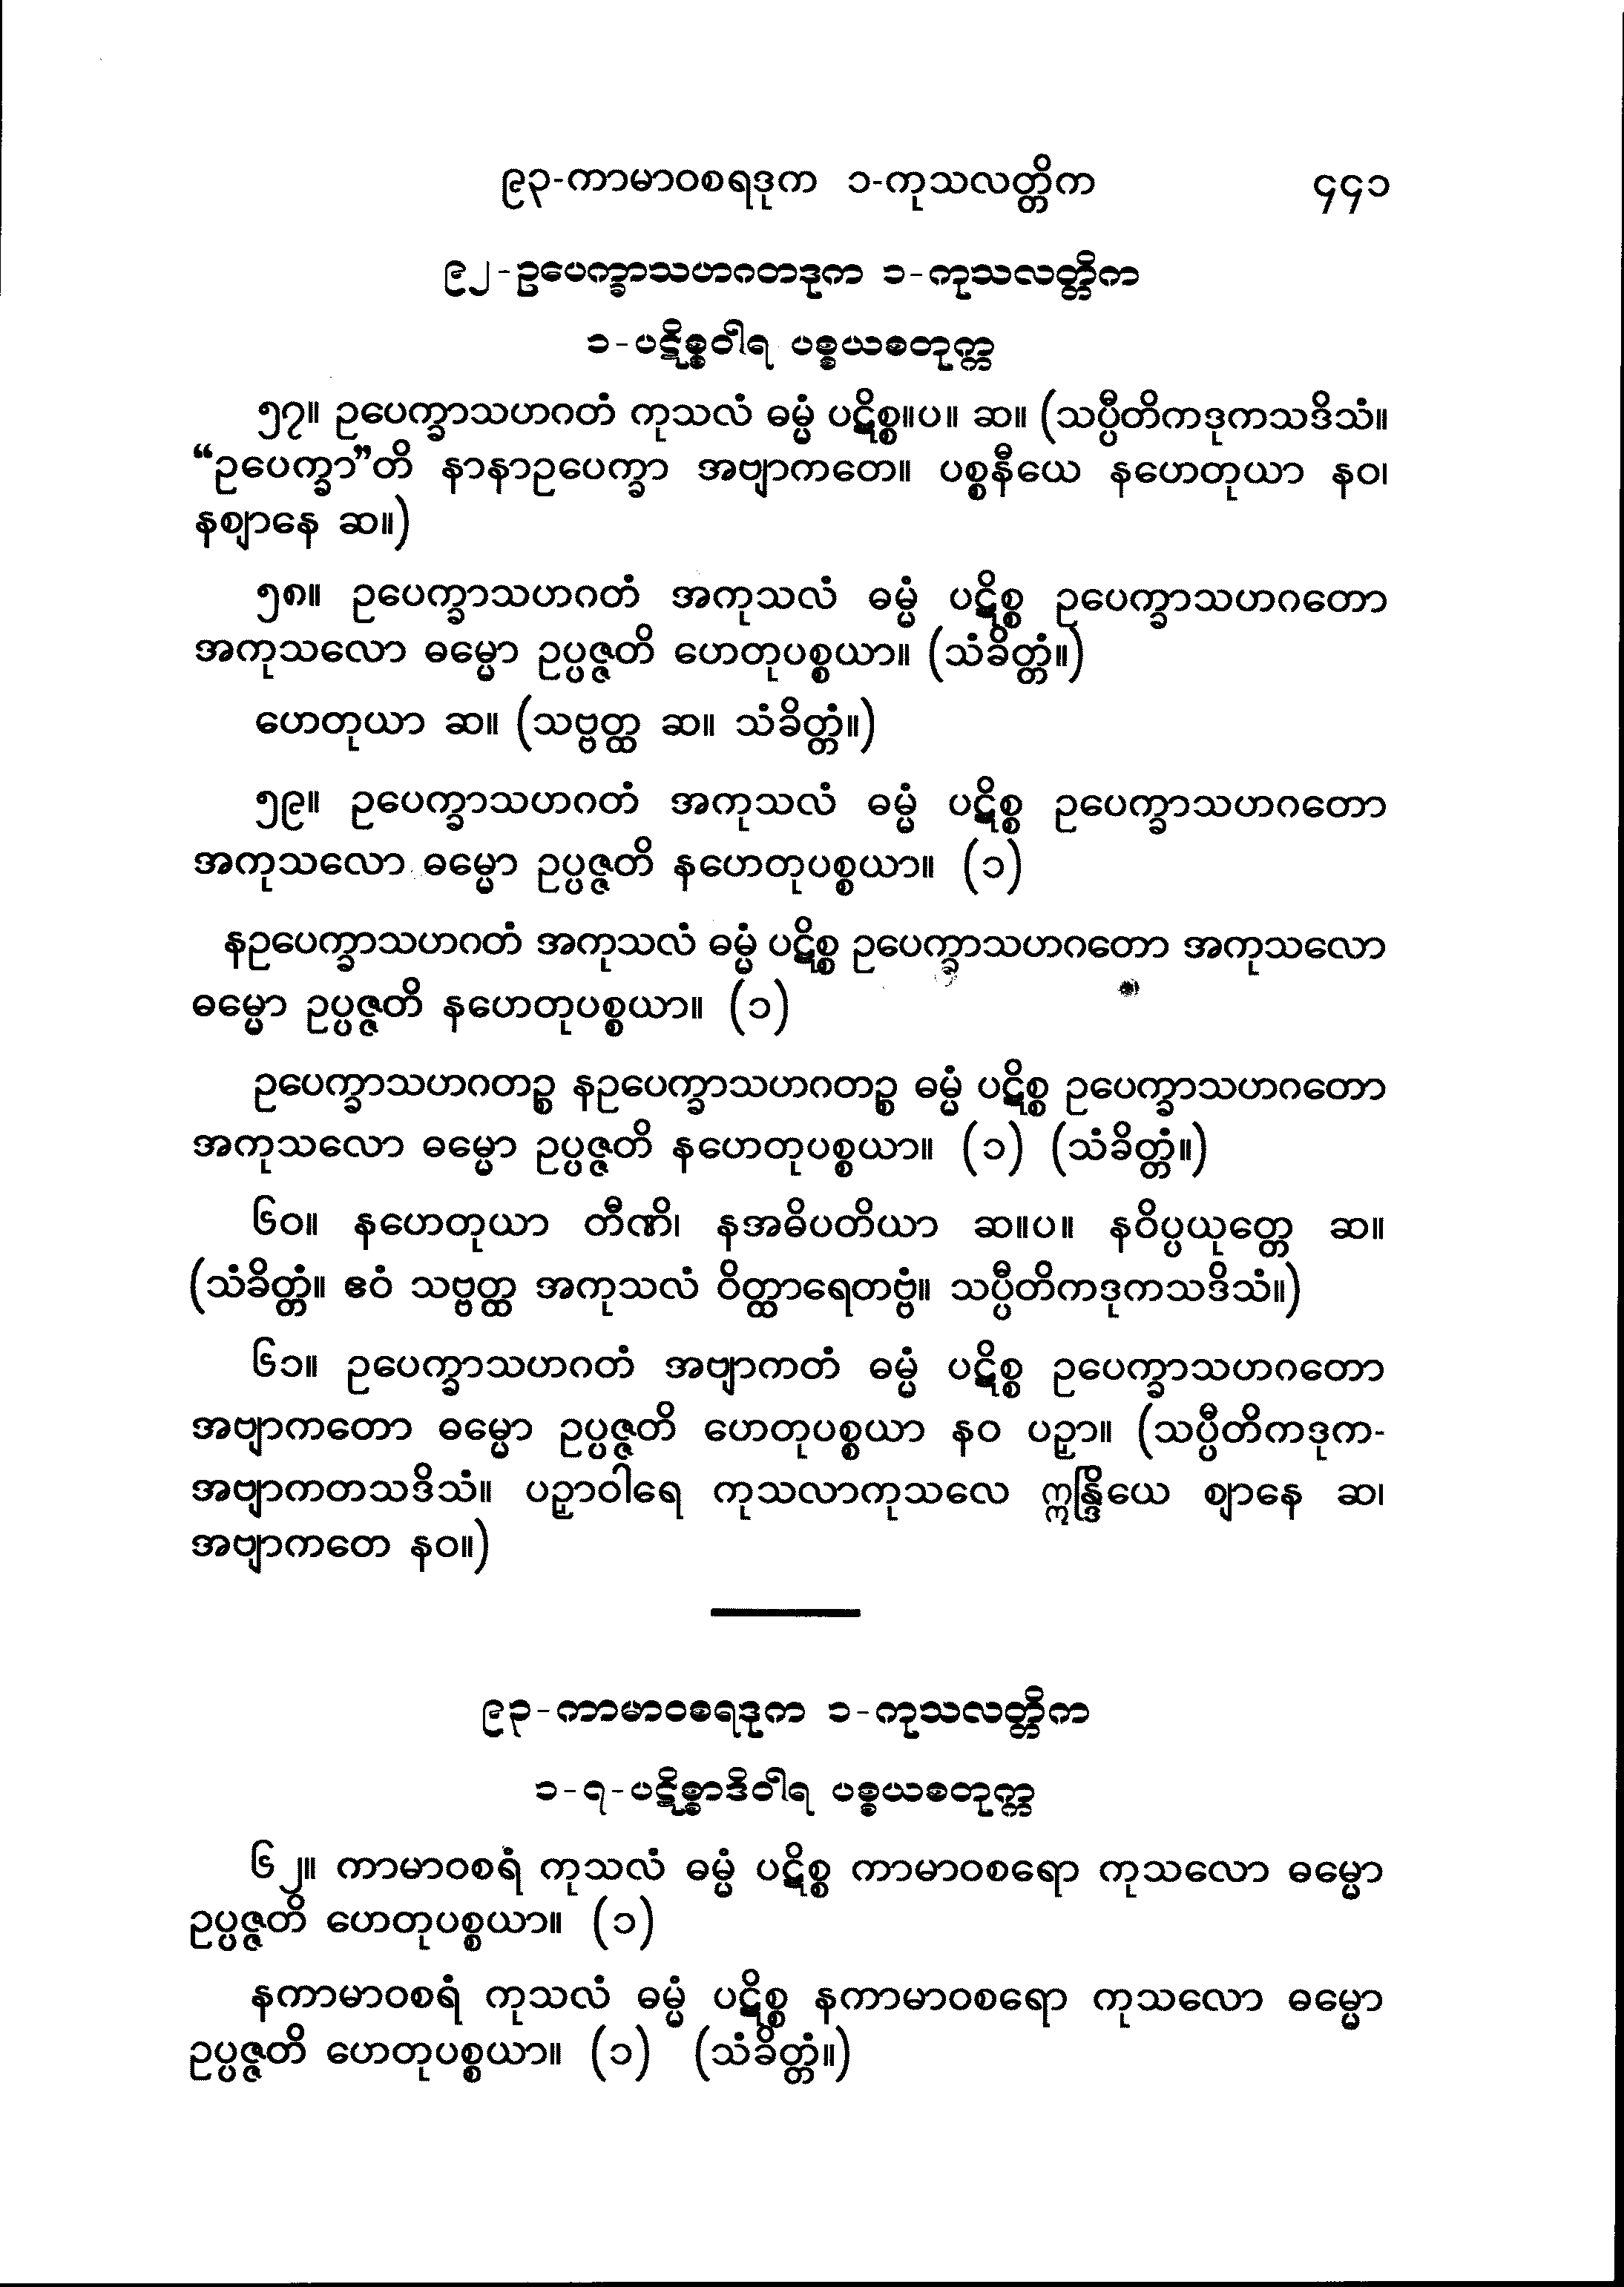 ၉၃-ကာမာဝစရဒုက ၁-ကုသလတ္တိက ၄၄၁
၉၂-ဥပေက္ခာသဟဂတဒုက ၁-ကုသလတ္တိက
၁-ပဋိစ္စဝါရ ပစ္စယစတုက္က
၅၇။ ဥပေက္ခာသဟဂတံ ကုသလံ ဓမ္မံ ပဋိစ္စ။ပ။ ဆ။ (သပ္ပီတိကဒုကသဒိသံ။
“ဥပေက္ခာ”တိ နာနာဥပေက္ခာ အဗျာကတေ။ ပစ္စနီယေ နဟေတုယာ နဝ၊
နဈာနေ ဆ။)
၅၈။ ဥပေက္ခာသဟဂတံ အကုသလံ ဓမ္မံ ပဋိစ္စ ဥပေက္ခာသဟဂတော
အကုသလော ဓမ္မော ဥပ္ပဇ္ဇတိ ဟေတုပစ္စယာ။ (သံခိတ္တံ။)
ဟေတုယာ ဆ။ (သဗ္ဗတ္ထ ဆ။ သံခိတ္တံ။)
၅၉။ ဥပေက္ခာသဟဂတံ အကုသလံ ဓမ္မံ ပဋိစ္စ ဥပေက္ခာသဟဂတော
အကုသလော ဓမ္မော ဥပ္ပဇ္ဇတိ နဟေတုပစ္စယာ။ (၁)
နဥပေက္ခာသဟဂတံ အကုသလံ ဓမ္မံ ပဋိစ္စ ဥပေက္ခာသဟဂတော အကုသလော
ဓမ္မော ဥပ္ပဇ္ဇတိ နဟေတုပစ္စယာ။ (၁)
ဥပေက္ခာသဟဂတဉ္စ နဥပေက္ခာသဟဂတဉ္စ ဓမ္မံ ပဋိစ္စ ဥပေက္ခာသဟဂတော
အကုသလော ဓမ္မော ဥပ္ပဇ္ဇတိ နဟေတုပစ္စယာ။ (၁) (သံခိတ္တံ။)
၆၀။ နဟေတုယာ တီဏိ၊ နအဓိပတိယာ ဆ။ပ။ နဝိပ္ပယုတ္တေ ဆ။
(သံခိတ္တံ။ ဧဝံ သဗ္ဗတ္ထ အကုသလံ ဝိတ္ထာရေတဗ္ဗံ။ သပ္ပီတိကဒုကသဒိသံ။)
၆၁။ ဥပေက္ခာသဟဂတံ အဗျာကတံ ဓမ္မံ ပဋိစ္စ ဥပေက္ခာသဟဂတော
အဗျာကတော ဓမ္မော ဥပ္ပဇ္ဇတိ ဟေတုပစ္စယာ နဝ ပဉှာ။ (သပ္ပီတိကဒုက-
အဗျာကတသဒိသံ။ ပဉှာဝါရေ ကုသလာကုသလေ ဣန္ဒြိယေ ဈာနေ ဆ၊
အဗျာကတေ နဝ။)
၉၃-ကာမာဝစရဒုက ၁-ကုသလတ္တိက
၁-၇-ပဋိစ္စာဒိဝါရ ပစ္စယစတုက္က
၆၂။ ကာမာဝစရံ ကုသလံ ဓမ္မံ ပဋိစ္စ ကာမာဝစရော ကုသလော ဓမ္မော
ဥပ္ပဇ္ဇတိ ဟေတုပစ္စယာ။ (၁)
နကာမာဝစရံ ကုသလံ ဓမ္မံ ပဋိစ္စ နကာမာဝစရော ကုသလော ဓမ္မော
ဥပ္ပဇ္ဇတိ ဟေတုပစ္စယာ။ (၁) (သံခိတ္တံ။)